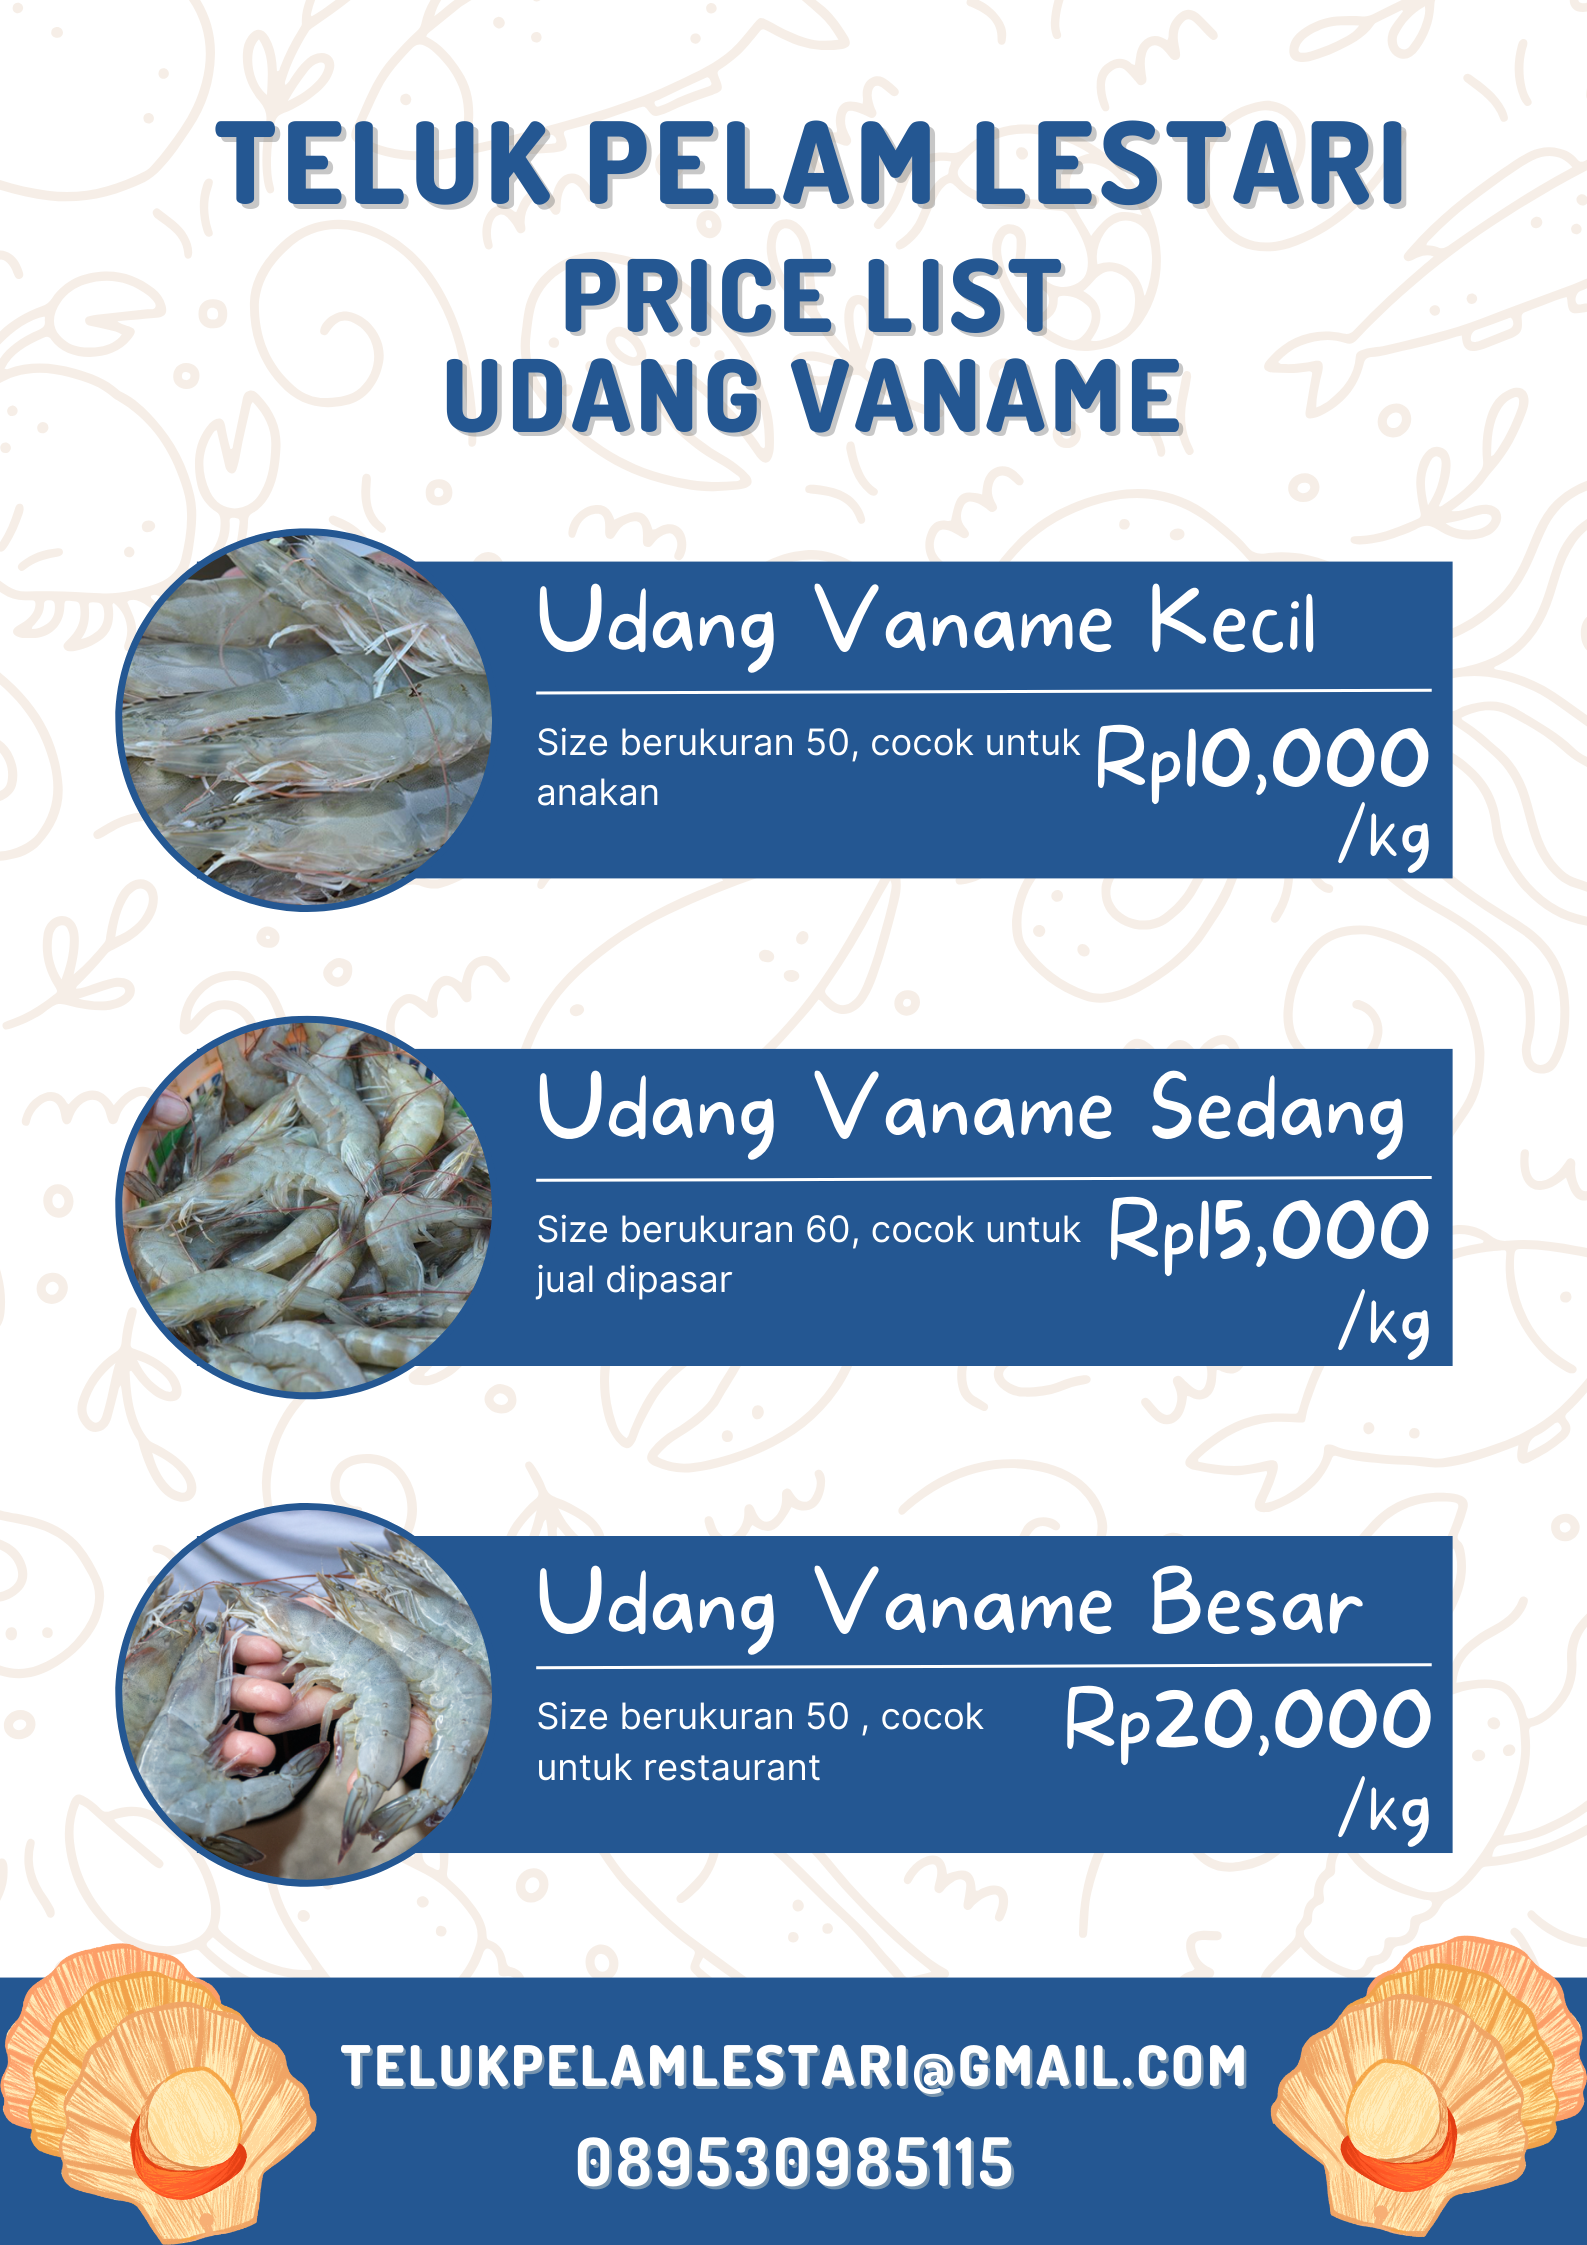 TELUK PELAM LESTARI
PRICE LIST
UDANG VANAME
Udang Vaname Kecil
Size berukuran 50, cocok untuk
anakan
Rp10,000
/kg
Udang Vaname Sedang
Size berukuran 60, cocok untuk
jual dipasar
Rp15,000
/kg
Udang Vaname Besar
Size berukuran 50 , cocok
untuk restaurant
Rp20,000
/kg
TELUKPELAMLESTARI@GMAIL.COM
089530985115